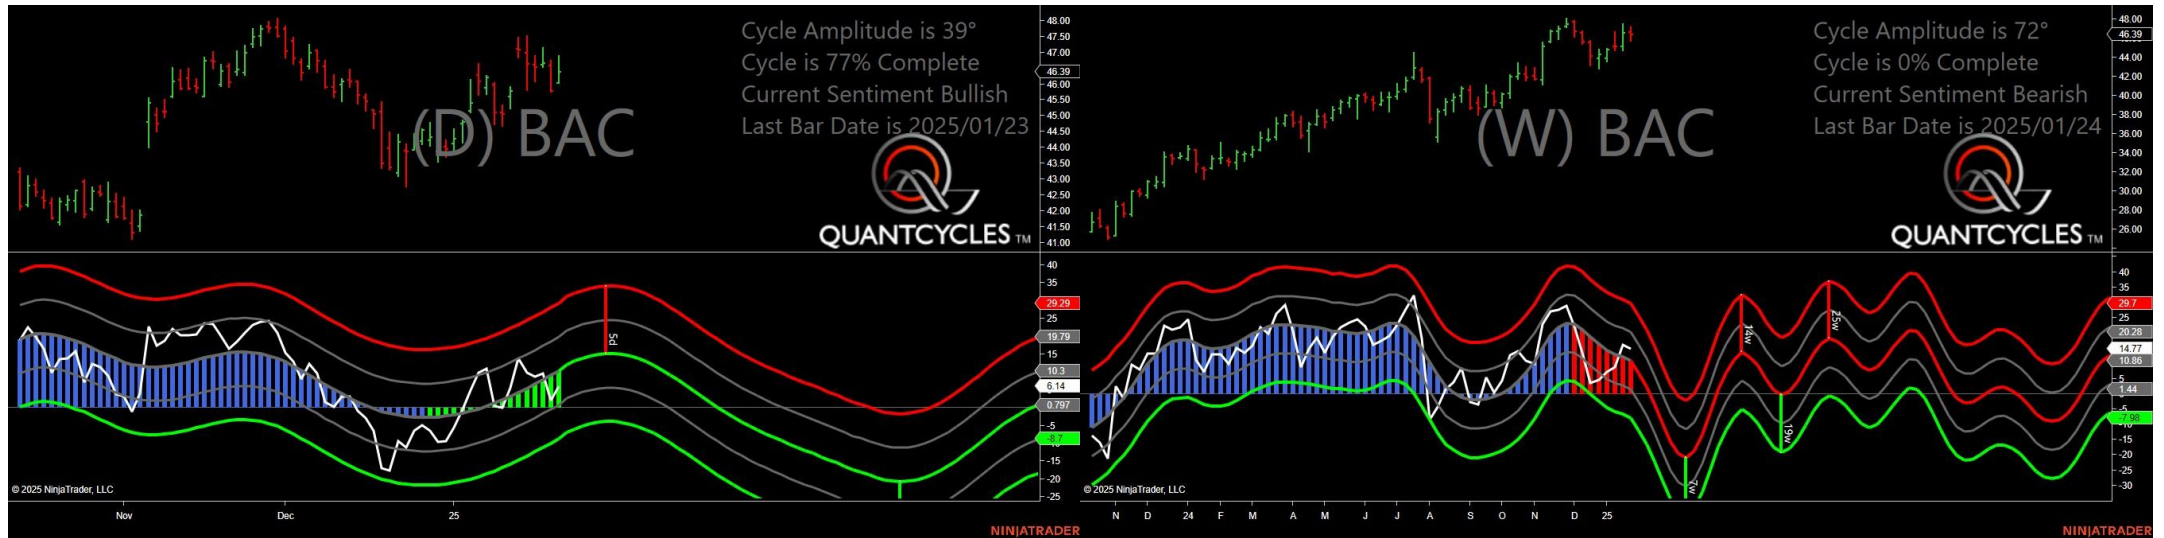 Cycle Amplitude is 39°
Cycle is 77% Complete
Current Sentiment Bullish
Last Bar Date is 2025/01/23
(D) BAC
QUANTCYCLES TM
48.00
47.50
47.00
46.39
46.00
45.50
45.00
44.50
44.00
43.50
43.00
42.50
42.00
41.50
41.00
40
35
29.29
25
19.79
15
10.3
6.14
0.797
-5
-8.7
-15
-20
-25
5d
© 2025 NinjaTrader, LLC
Nov
Dec
25
NINJATRADER
Cycle Amplitude is 72°
Cycle is 0% Complete
Current Sentiment Bearish
Last Bar Date is 2025/01/24
(W) BAC
QUANTCYCLES TM
48.00
46.39
44.00
42.00
40.00
38.00
36.00
34.00
32.00
30.00
28.00
26.00
40
35
29.7
25
20.28
14.77
10.86
5
1.44
-5
-7.98
-15
-20
-25
-30
14w
25w
19w
7w
© 2025 NinjaTrader, LLC
N
D
24
F
M
A
M
J
J
A
S
O
N
D
25
NINJATRADER